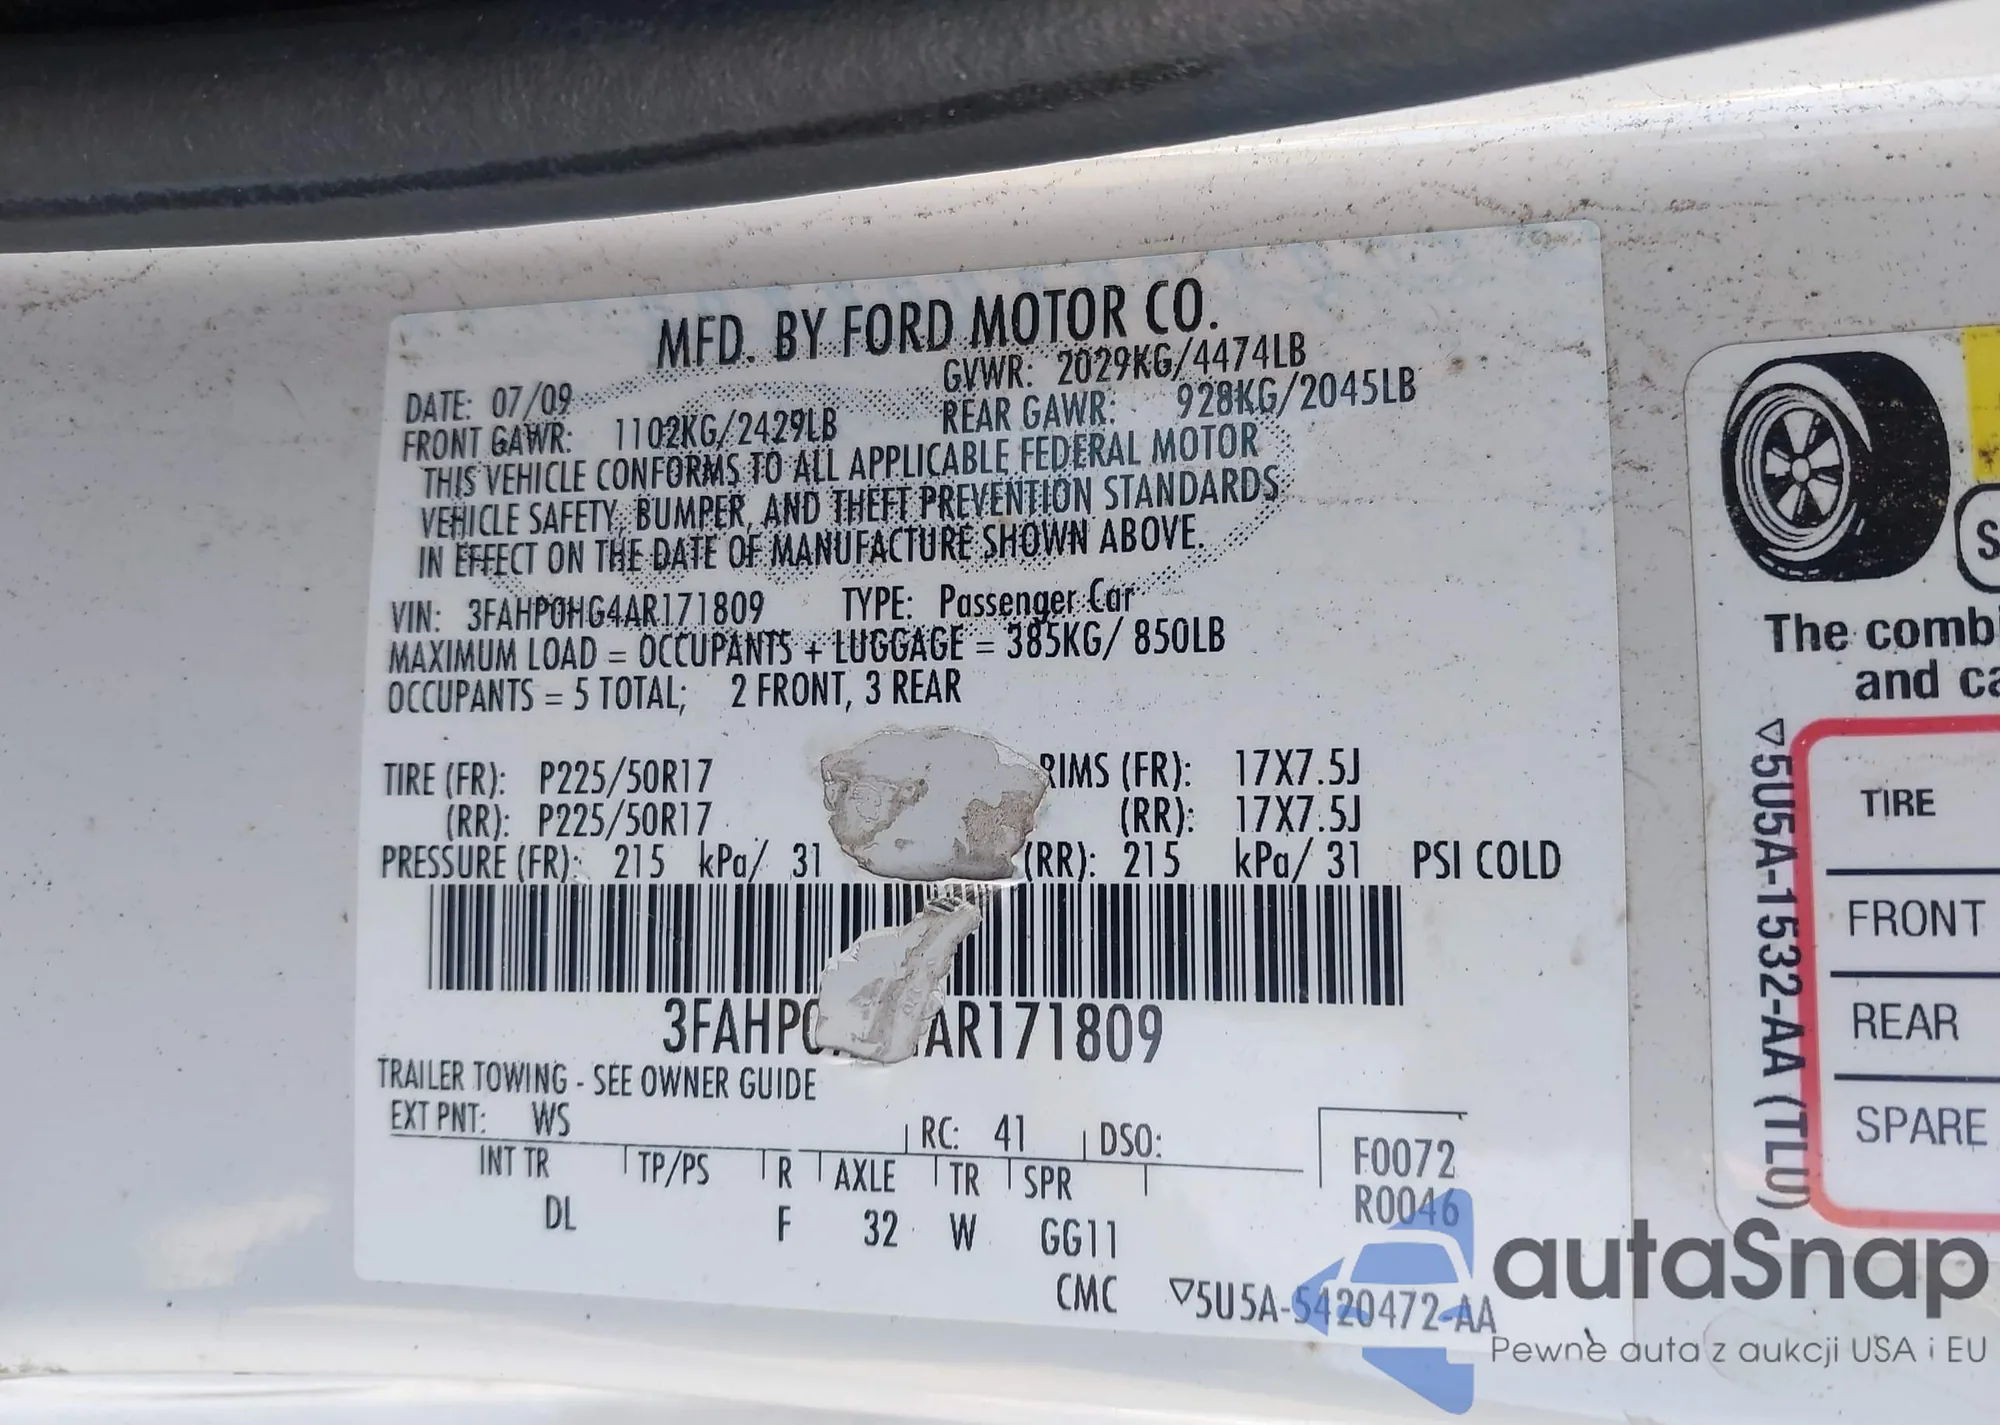 MFD. BY FORD MOTOR CO.
DATE: 07/09 GVWR: 2029KG/4474LB
FRONT GAWR: 1102KG/2429LB REAR GAWR: 928KG/2045LB
THIS VEHICLE CONFORMS TO ALL APPLICABLE FEDERAL MOTOR
VEHICLE SAFETY, BUMPER, AND THEFT PREVENTION STANDARDS
IN EFFECT ON THE DATE OF MANUFACTURE SHOWN ABOVE.
VIN: 3FAHP0HG4AR171809 TYPE: Passenger Car
MAXIMUM LOAD = OCCUPANTS + LUGGAGE = 385KG/ 850LB
OCCUPANTS = 5 TOTAL; 2 FRONT, 3 REAR
TIRE (FR): P225/50R17 RIMS (FR): 17X7.5J
(RR): P225/50R17 (RR): 17X7.5J
PRESSURE (FR): 215 kPa/ 31 (RR): 215 kPa/ 31 PSI COLD
3FAHP0 AR171809
TRAILER TOWING - SEE OWNER GUIDE
EXT PNT: WS RC: 41 DSO:
INT TR TP/PS R AXLE TR SPR
DL F 32 W GG11
F0072
R0046
CMC ▽5U5A-5420472-AA
The combi
and ca
▽5U5A-1532-AA (TLU)
TIRE
FRONT
REAR
SPARE
autaSnap
Pewne auta z aukcji USA i EU